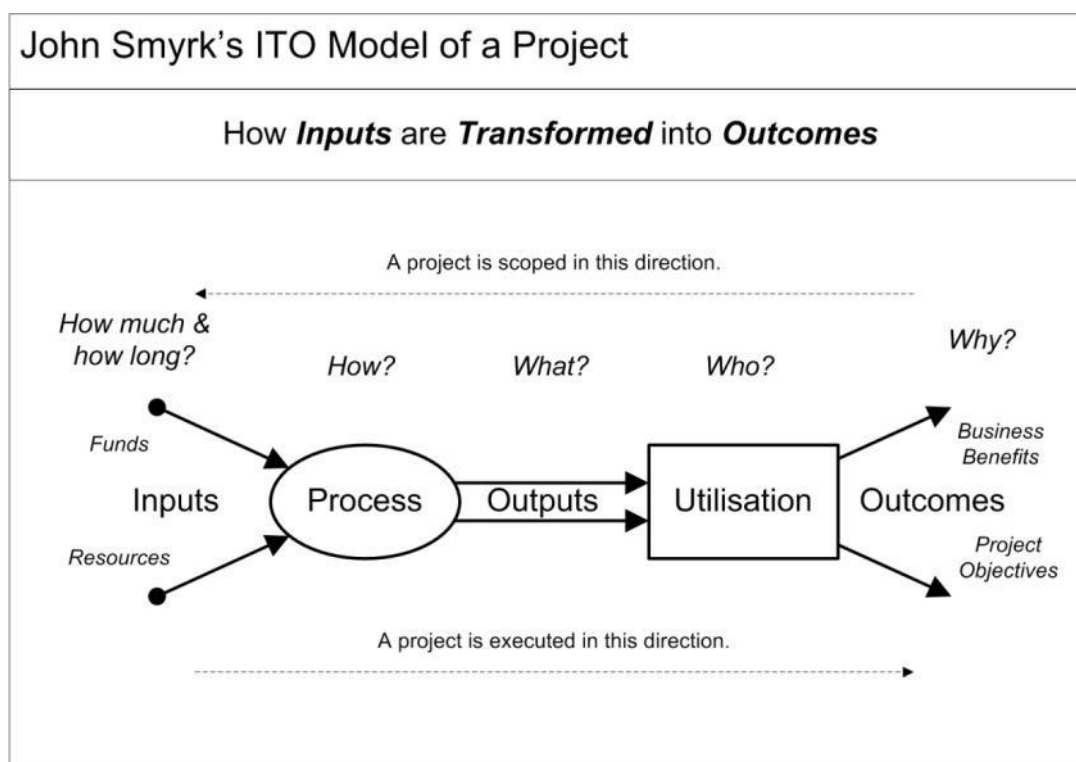 John Smyrk’s ITO Model of a Project
How Inputs are Transformed into Outcomes
A project is scoped in this direction.
How much &
how long?
How?
What?
Who?
Why?
Funds
Business
Benefits
Inputs
Process
Outputs
Utilisation
Outcomes
Resources
Project
Objectives
A project is executed in this direction.